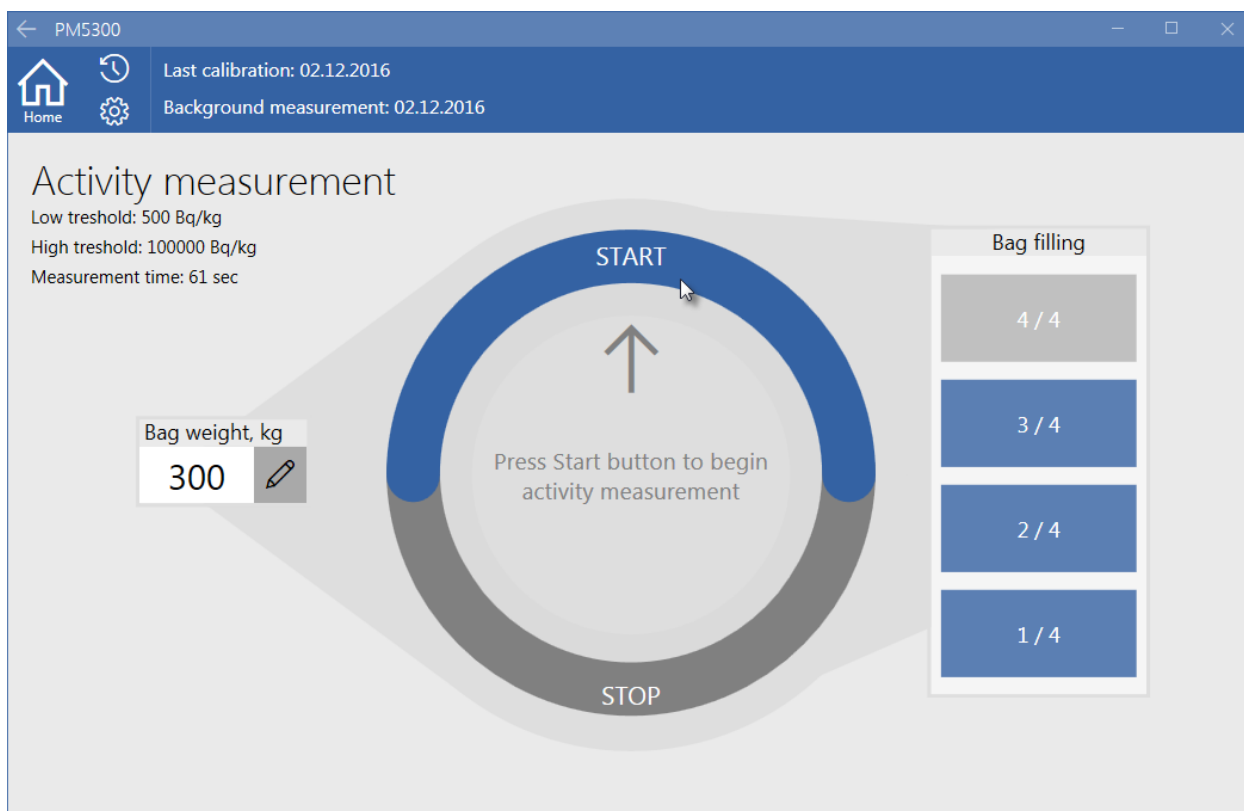 PM5300
Last calibration: 02.12.2016
Home
Background measurement: 02.12.2016
Activity measurement
Low treshold: 500 Bq/kg
High treshold: 100000 Bq/kg
Measurement time: 61 sec
START
Press Start button to begin
activity measurement
STOP
Bag weight, kg
300
Bag filling
4 / 4
3 / 4
2 / 4
1 / 4